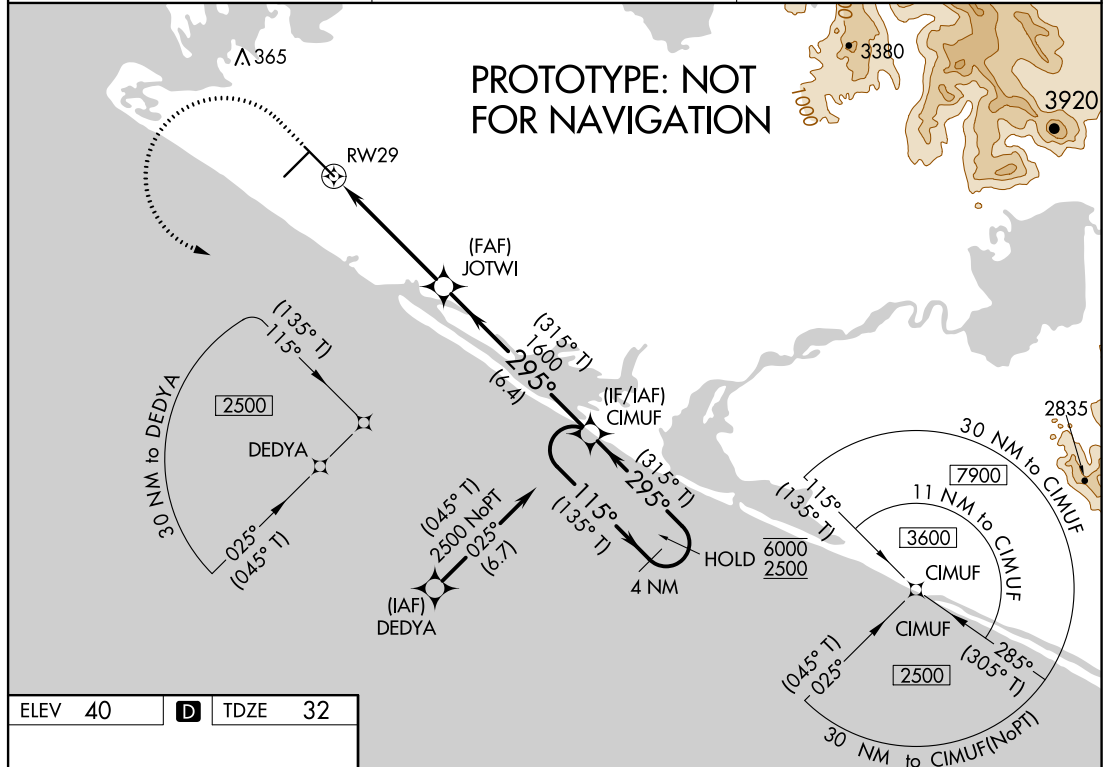 365
PROTOTYPE: NOT
FOR NAVIGATION
3380
1000
3920
RW29
(FAF)
JOTWI
(315° T)
1600
295°
(6.4)
(IF/IAF)
CIMUF
(135° T)
115°
2500
30 NM to DEDYA
DEDYA
025°
(045° T)
(045° T)
2500 NoPT
025°
(6.7)
(IAF)
DEDYA
115°
(135° T)
(315° T)
295°
4 NM
HOLD
6000
2500
2835
30 NM to CIMUF
7900
11 NM to CIMUF
3600
115°
(135° T)
CIMUF
CIMUF
285°
(305° T)
(045° T)
025°
2500
30 NM to CIMUF(NoPT)
ELEV 40 D TDZE 32